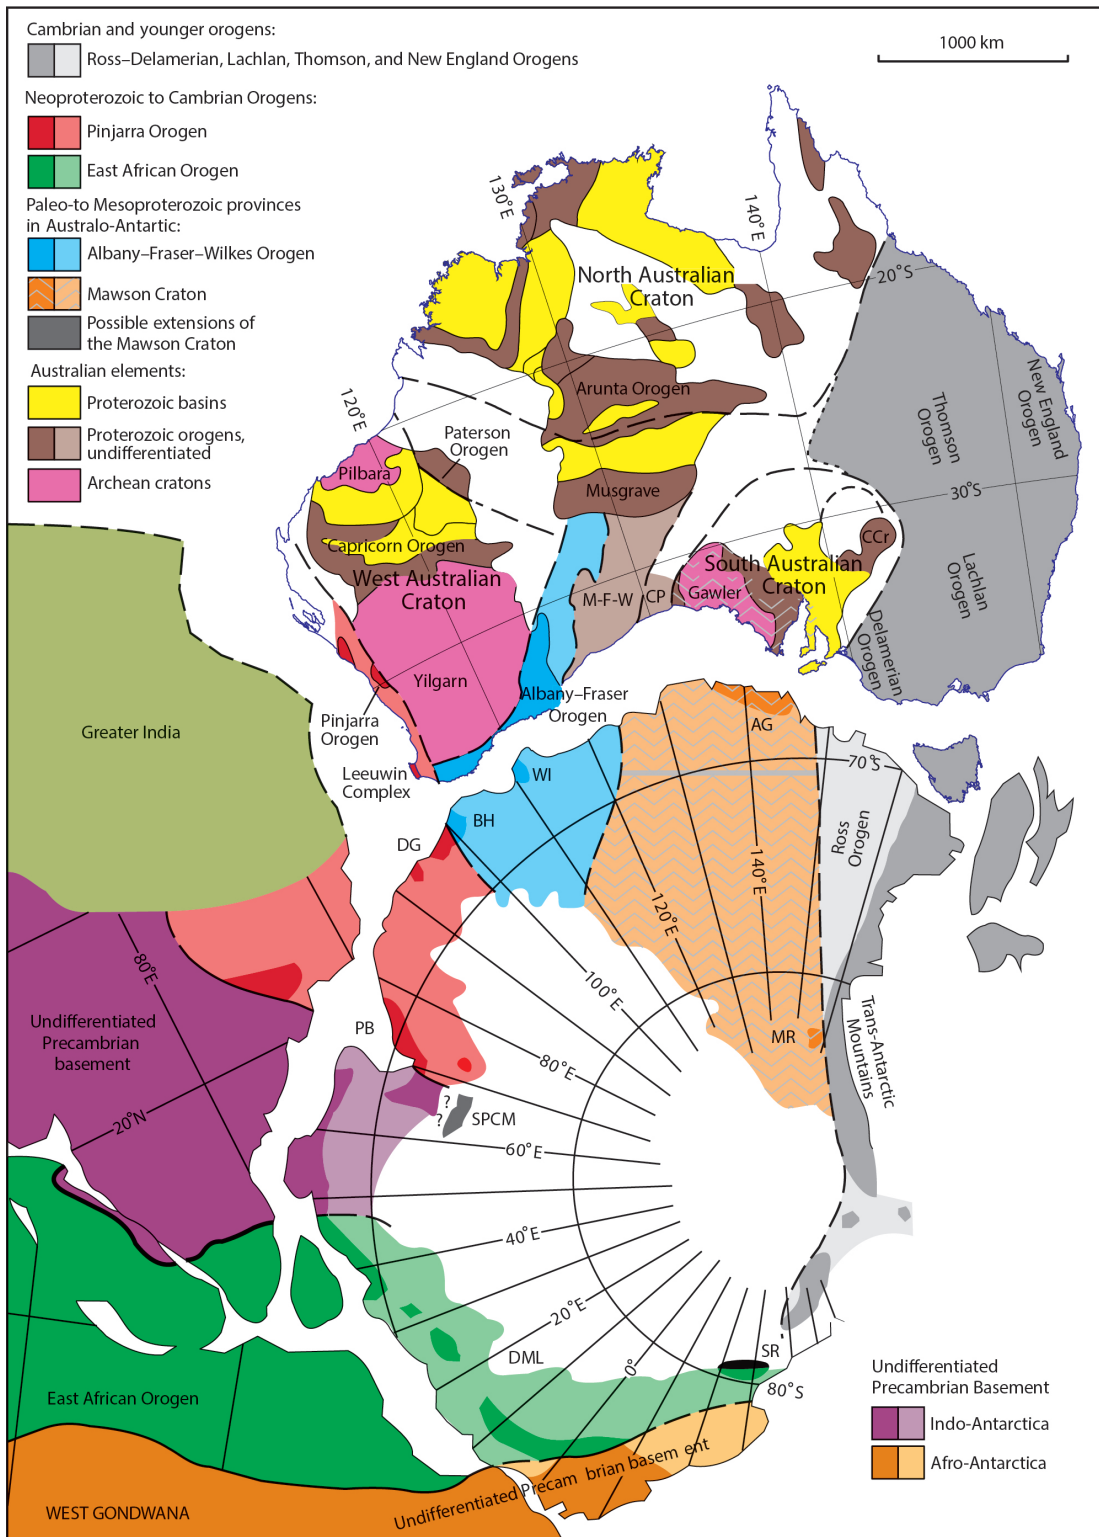 Cambrian and younger orogens:
Ross–Delamerian, Lachlan, Thomson, and New England Orogens
Neoproterozoic to Cambrian Orogens:
Pinjarra Orogen
East African Orogen
Paleo-to Mesoproterozoic provinces
in Australo-Antartic:
Albany–Fraser–Wilkes Orogen
Mawson Craton
Possible extensions of
the Mawson Craton
Australian elements:
Proterozoic basins
Proterozoic orogens,
undifferentiated
Archean cratons
1000 km
130°E
140°E
20°S
North Australian
Craton
Arunta Orogen
New England
Orogen
Thomson
Orogen
120°E
Paterson
Orogen
Pilbara
Musgrave
30°S
Capricorn Orogen
CCr
West Australian
Craton
South Australian
Craton
M-F-W
CP
Gawler
Lachlan
Orogen
Delamerian
Orogen
Yilgarn
Albany–Fraser
Orogen
Pinjarra
Orogen
Greater India
Leeuwin
Complex
AG
WI
70°S
BH
DG
Ross
Orogen
140°E
120°E
80°E
100°E
Undifferentiated
Precambrian
basement
PB
MR
Trans-Antarctic
Mountains
80°E
20°N
?
?
SPCM
60°E
40°E
20°E
DML
0°
SR
80°S
East African Orogen
Undifferentiated Precam brian basem ent
WEST GONDWANA
Undifferentiated
Precambrian Basement
Indo-Antarctica
Afro-Antarctica